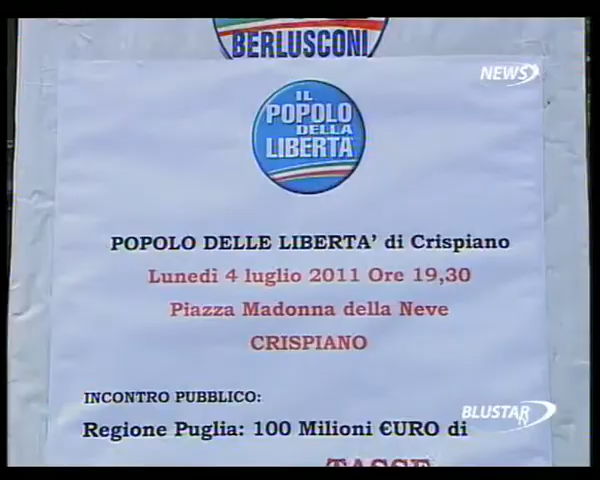 BERLUSCONI
NEWS
IL
POPOLO
DELLA
LIBERTA'
POPOLO DELLE LIBERTA' di Crispiano
Lunedì 4 luglio 2011 Ore 19,30
Piazza Madonna della Neve
CRISPIANO
INCONTRO PUBBLICO:
BLUSTAR
TV
Regione Puglia: 100 Milioni €URO di
TASSE